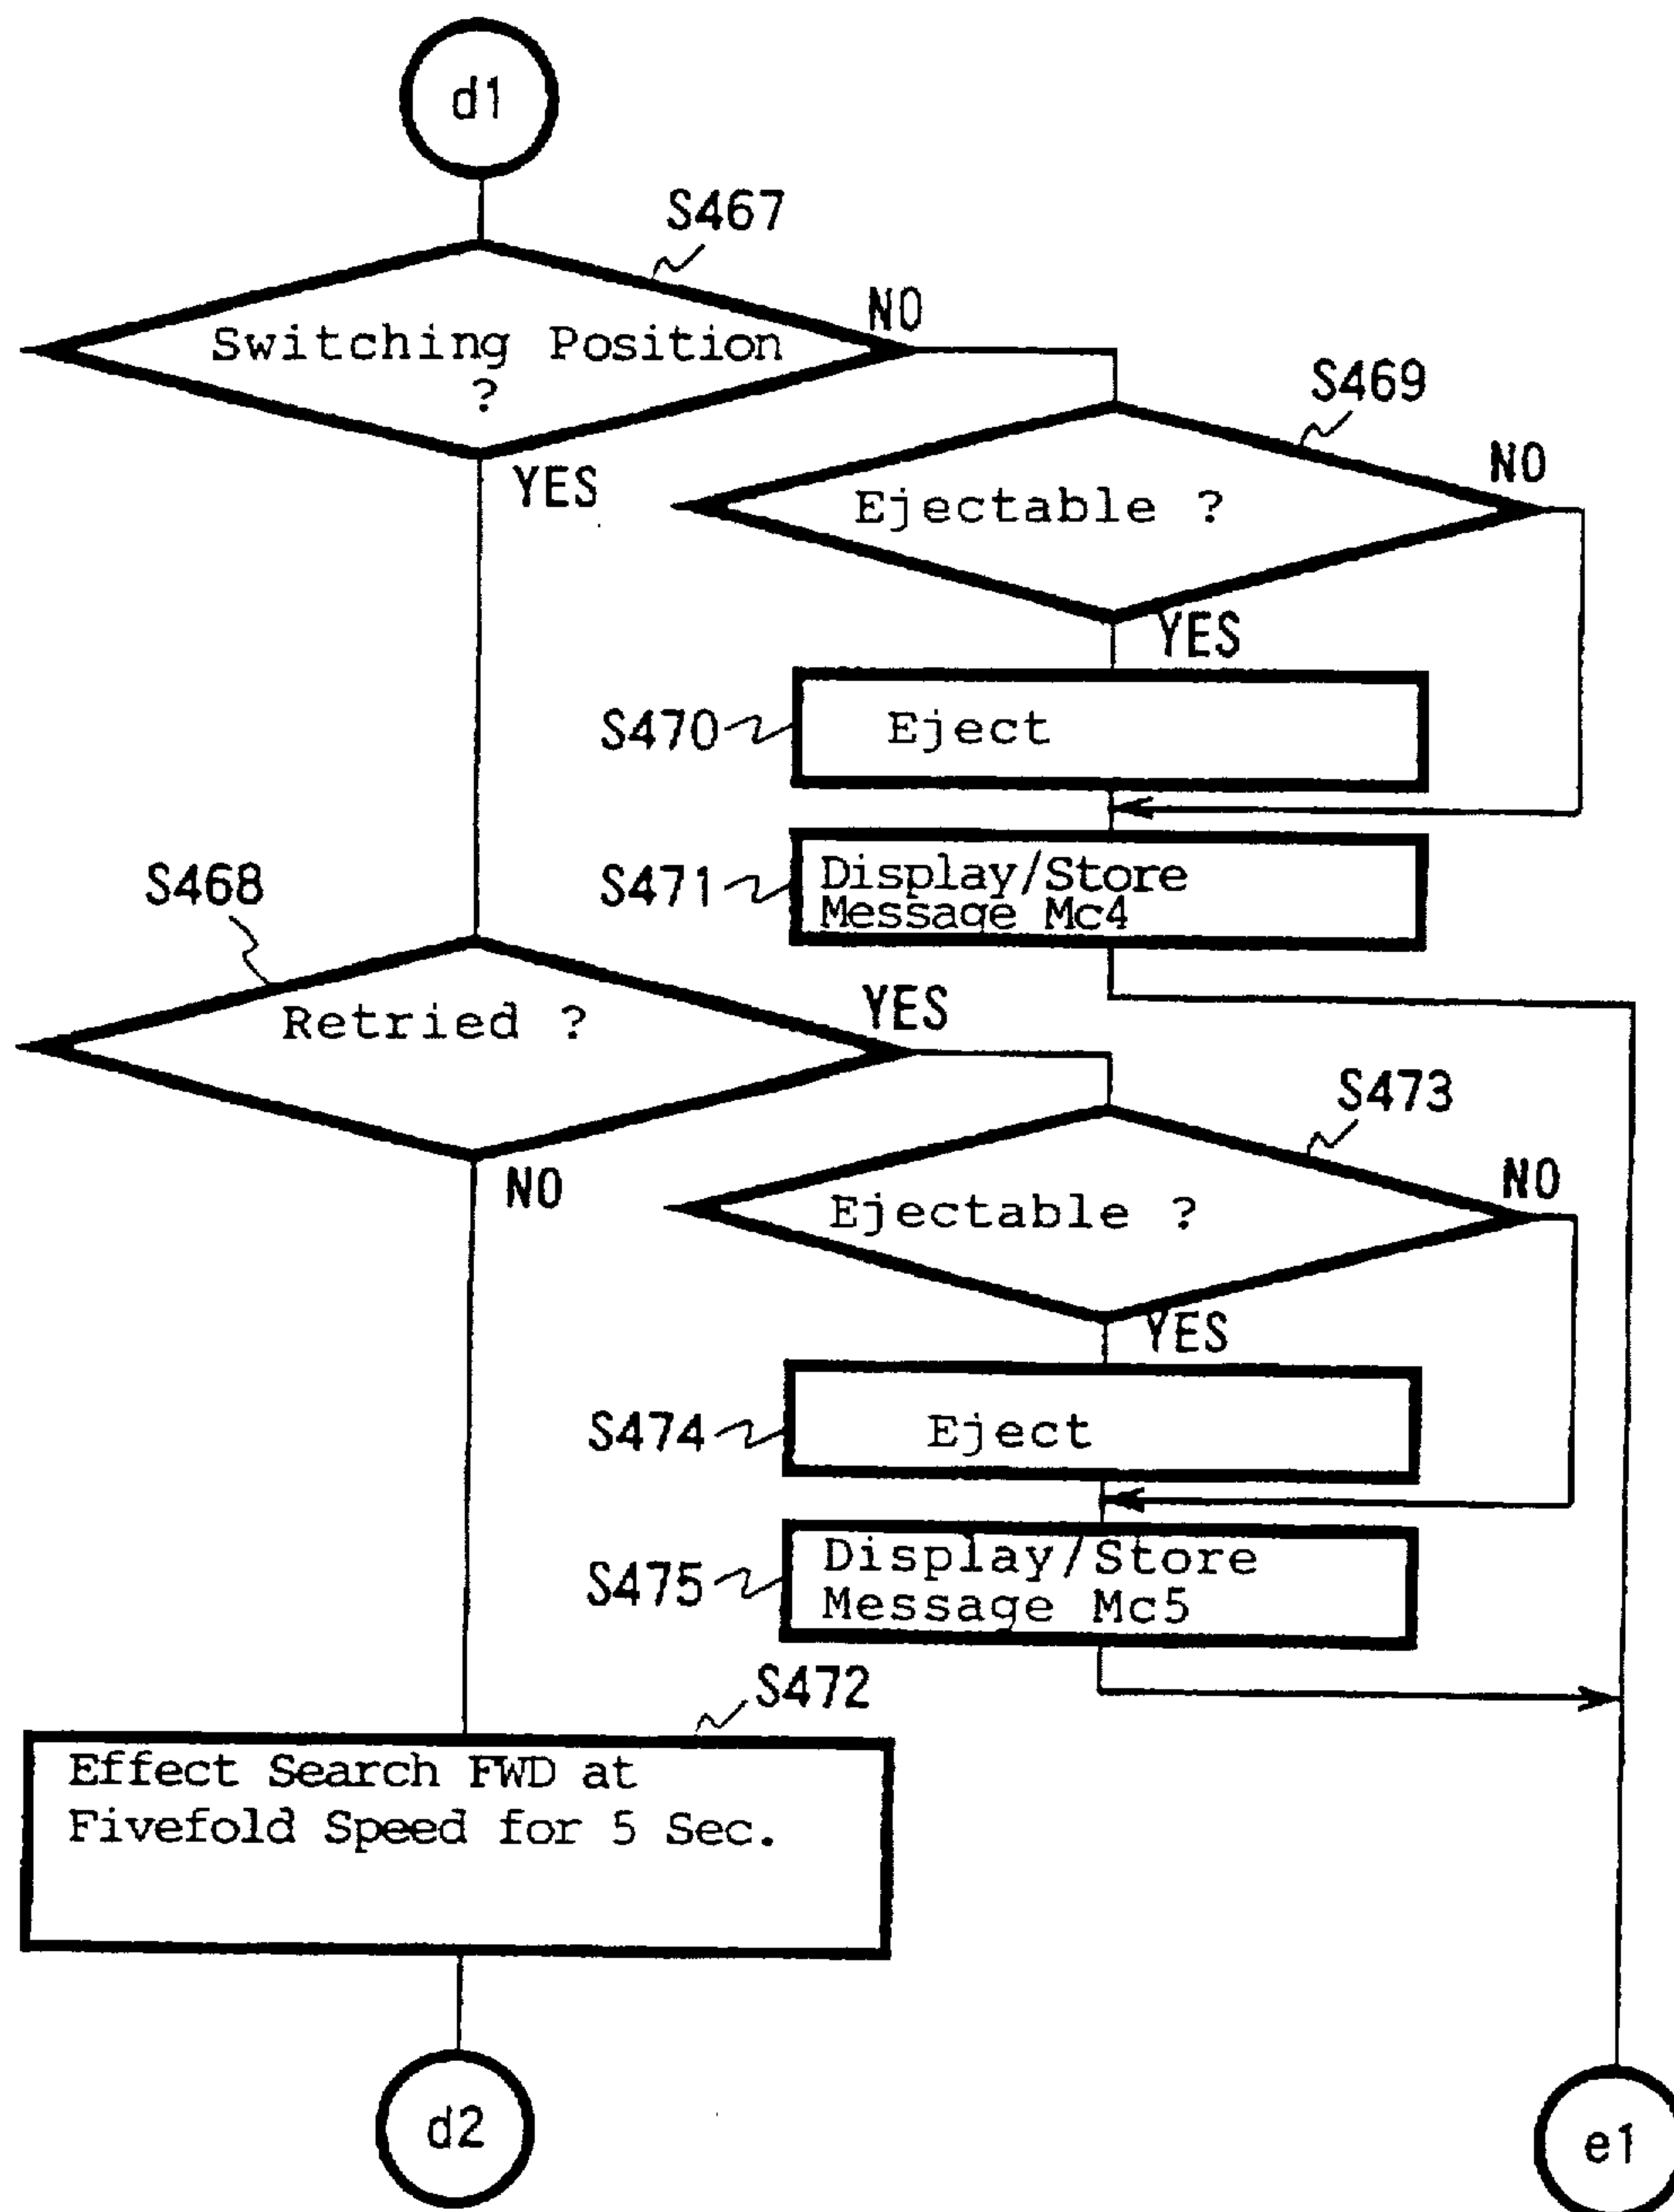 d1
S467
Switching Position
?
NO
YES
S469
Ejectable ?
NO
YES
S470
Eject
S471
Display/Store
Message Mc4
S468
Retried ?
YES
NO
S473
Ejectable ?
NO
YES
S474
Eject
S475
Display/Store
Message Mc5
S472
Effect Search FWD at
Fivefold Speed for 5 Sec.
d2
e1